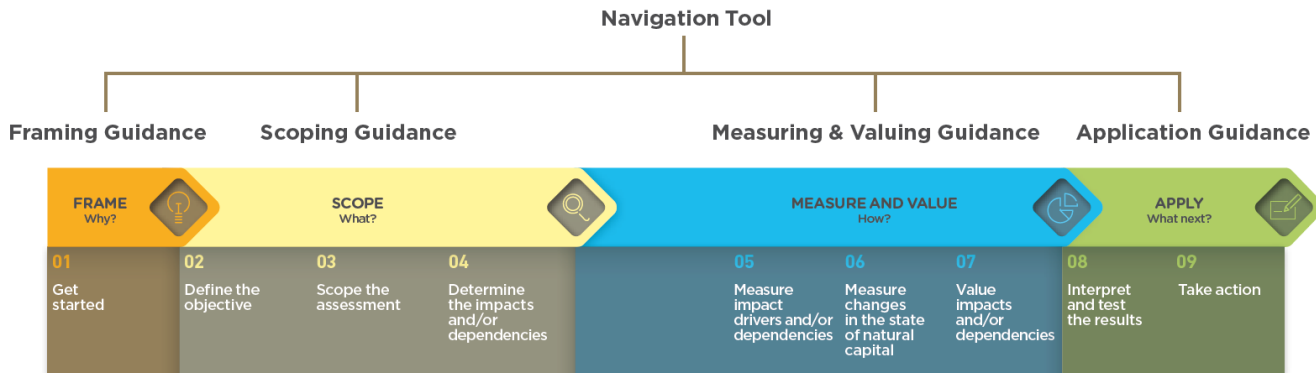 Navigation Tool
Framing Guidance
Scoping Guidance
Measuring & Valuing Guidance
Application Guidance
FRAME
Why?
SCOPE
What?
MEASURE AND VALUE
How?
APPLY
What next?
01
Get
started
02
Define the
objective
03
Scope the
assessment
04
Determine
the impacts
and/or
dependencies
05
Measure
impact
drivers and/or
dependencies
06
Measure
changes
in the state
of natural
capital
07
Value
impacts
and/or
dependencies
08
Interpret
and test
the results
09
Take action